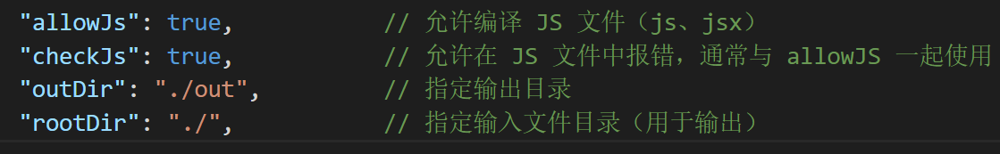 "allowJs": true, // 允许编译 JS 文件（js、jsx）
"checkJs": true, // 允许在 JS 文件中报错，通常与 allowJS 一起使用
"outDir": "./out", // 指定输出目录
"rootDir": "./", // 指定输入文件目录（用于输出）